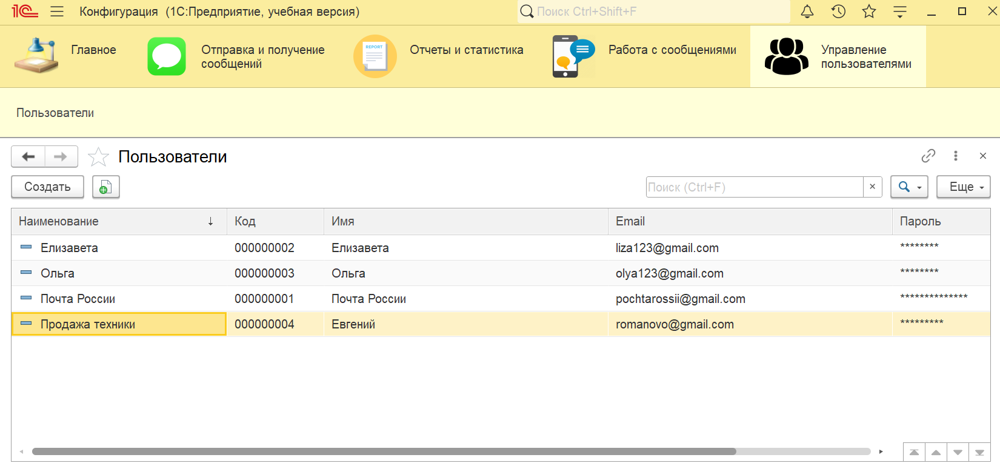 1С Конфигурация (1С:Предприятие, учебная версия) Поиск Ctrl+Shift+F
Главное
Отправка и получение
сообщений
REPORT
Отчеты и статистика
Работа с сообщениями
Управление
пользователями
Пользователи
Пользователи
Создать Поиск (Ctrl+F) Еще
Наименование Код Имя Email Пароль
Елизавета 000000002 Елизавета liza123@gmail.com ********
Ольга 000000003 Ольга olya123@gmail.com ********
Почта России 000000001 Почта России pochtarossii@gmail.com **************
Продажа техники 000000004 Евгений romanovo@gmail.com *********